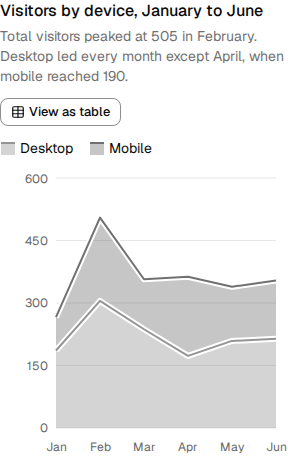 Visitors by device, January to June
Total visitors peaked at 505 in February.
Desktop led every month except April, when
mobile reached 190.
View as table
Desktop Mobile
600
450
300
150
0
Jan Feb Mar Apr May Jun